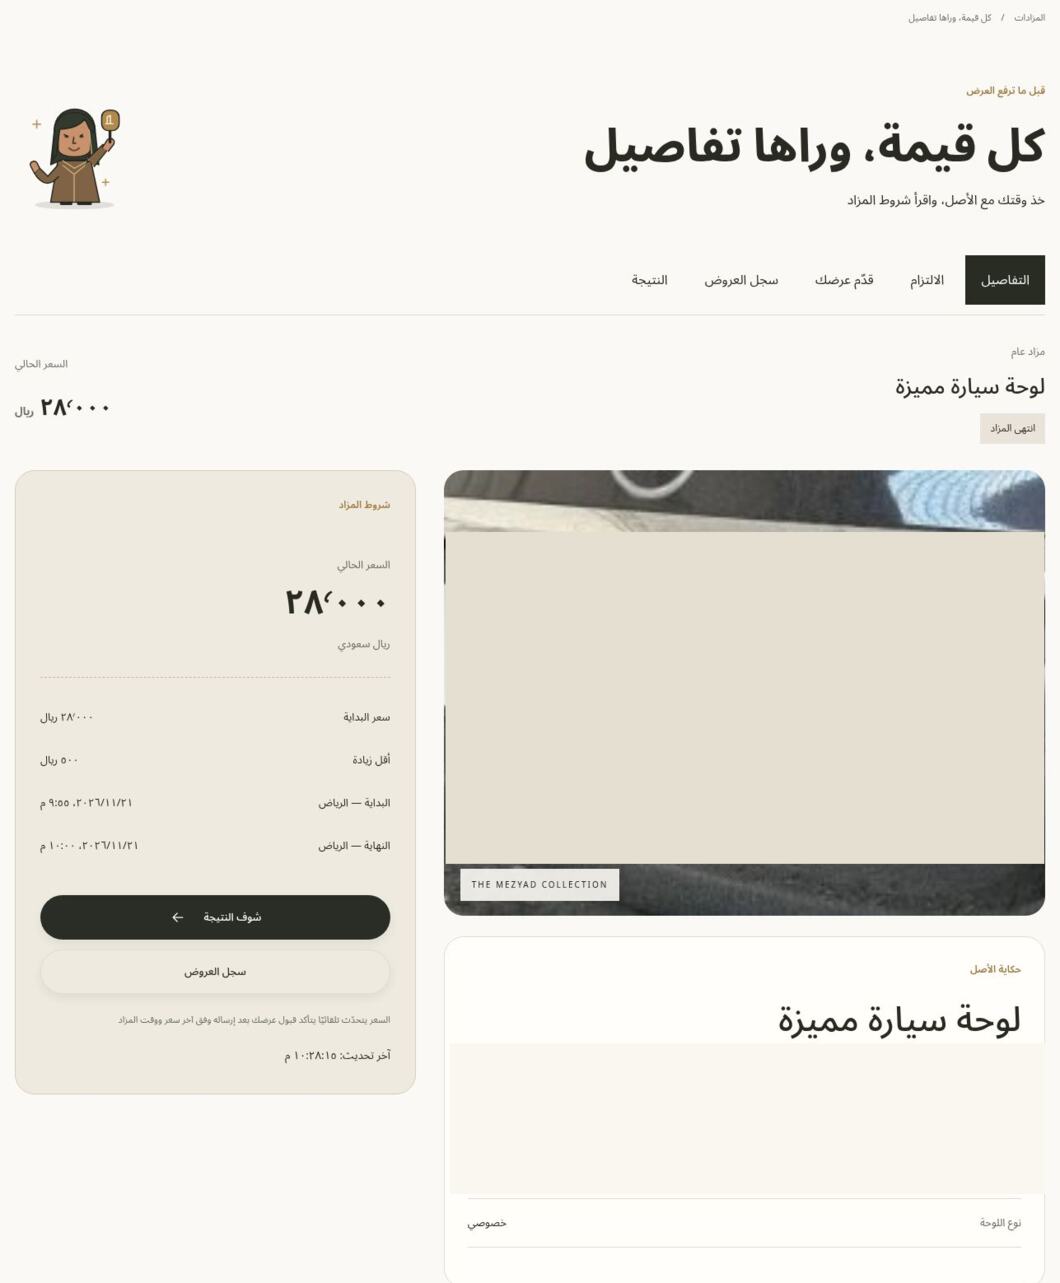 المزادات / كل قيمة، وراها تفاصيل
قبل ما ترفع العرض
كل قيمة، وراها تفاصيل
خذ وقتك مع الأصل، واقرأ شروط المزاد
التفاصيل
الالتزام
قدّم عرضك
سجل العروض
النتيجة
مزاد عام
لوحة سيارة مميزة
انتهى المزاد
السعر الحالي
٢٨٬٠٠٠ ريال
THE MEZYAD COLLECTION
حكاية الأصل
لوحة سيارة مميزة
نوع اللوحة خصوصي
شروط المزاد
السعر الحالي
٢٨٬٠٠٠
ريال سعودي
سعر البداية ٢٨٬٠٠٠ ريال
أقل زيادة ٥٠٠ ريال
البداية — الرياض ٢٠٢٦/١١/٢١، ٩:٥٥ م
النهاية — الرياض ٢٠٢٦/١١/٢١، ١٠:٠٠ م
شوف النتيجة ←
سجل العروض
السعر يتحدّث تلقائيًا يتأكد قبول عرضك بعد إرساله وفق آخر سعر ووقت المزاد
آخر تحديث: ١٠:٢٨:١٥ م